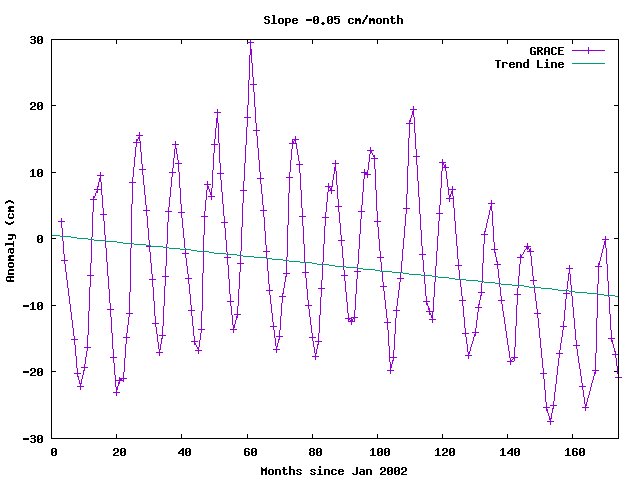 Slope -0.05 cm/month
GRACE
Trend Line
30
20
10
0
-10
-20
-30
Anomaly (cm)
0 20 40 60 80 100 120 140 160
Months since Jan 2002